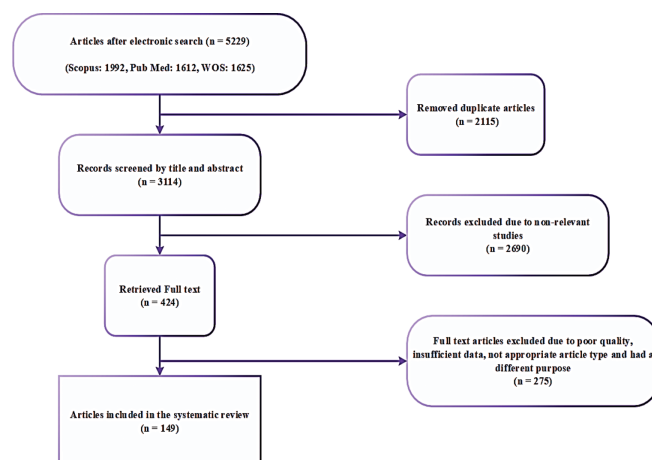 Articles after electronic search (n = 5229)
(Scopus: 1992, Pub Med: 1612, WOS: 1625)
Removed duplicate articles
(n = 2115)
Records screened by title and abstract
(n = 3114)
Records excluded due to non-relevant
studies
(n = 2690)
Retrieved Full text
(n = 424)
Full text articles excluded due to poor quality,
insufficient data, not appropriate article type and had a
different purpose
(n = 275)
Articles included in the systematic review
(n = 149)